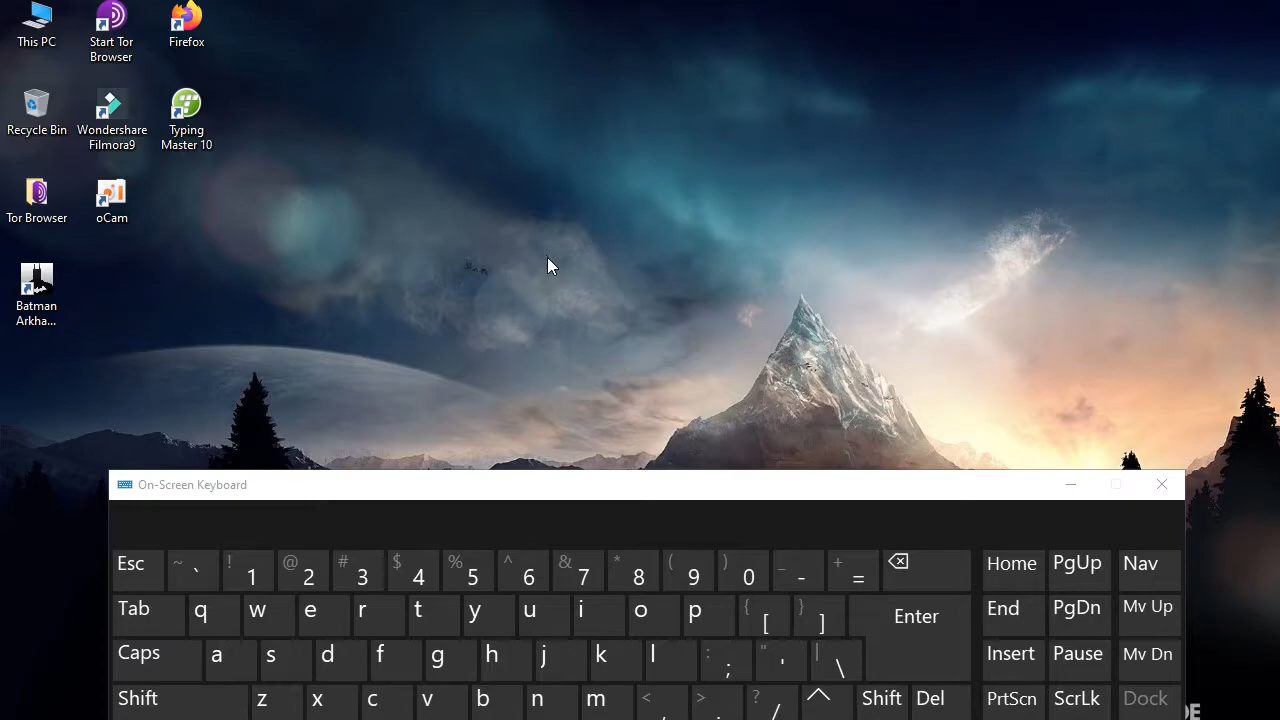 This PC
Start Tor
Browser
Firefox
Recycle Bin
Wondershare
Filmora9
Typing
Master 10
Tor Browser
oCam
Batman
Arkha...
On-Screen Keyboard
Esc ~ ` ! 1 @ 2 # 3 $ 4 % 5 ^ 6 & 7 * 8 ( 9 ) 0 _ - + = Home PgUp Nav
Tab q w e r t y u i o p { [ } ] Enter End PgDn Mv Up
Caps a s d f g h j k l : ; " ' | \ Insert Pause Mv Dn
Shift z x c v b n m < , > . ? / Shift Del PrtScn ScrLk Dock